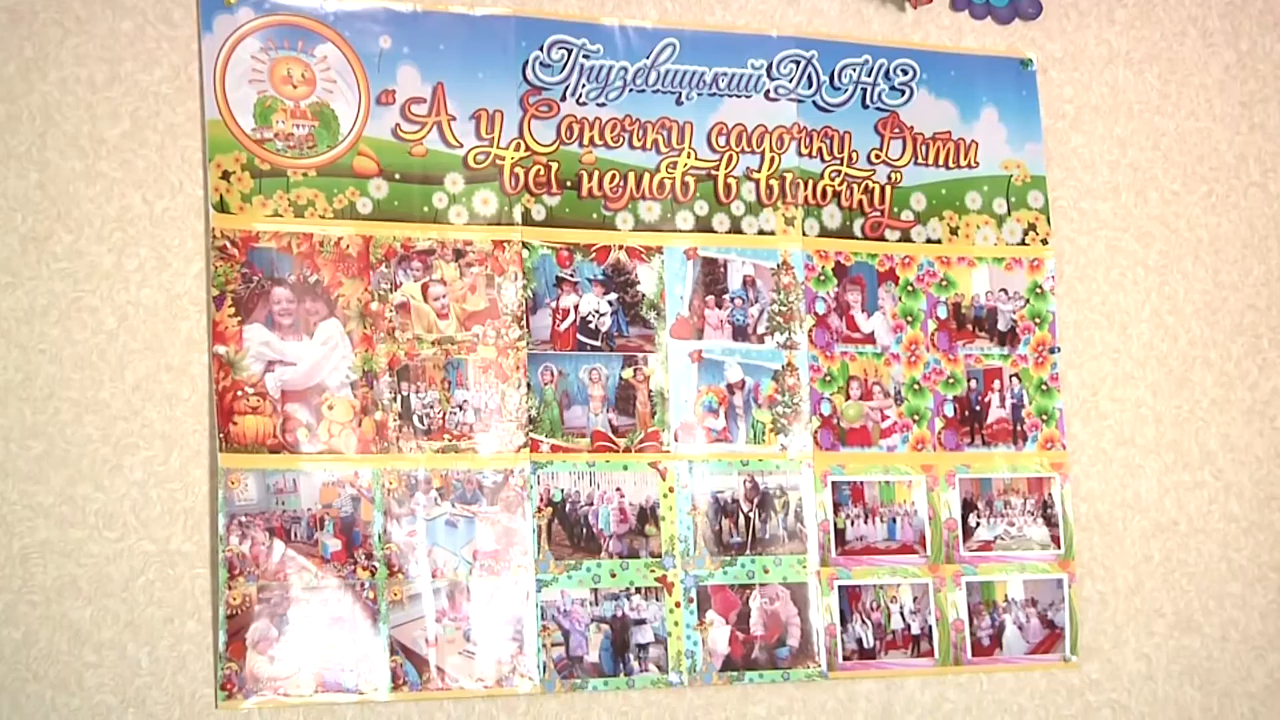 Грузевицький ДНЗ
“А у Сонечку садочку, Діти
всі немов в віночку”